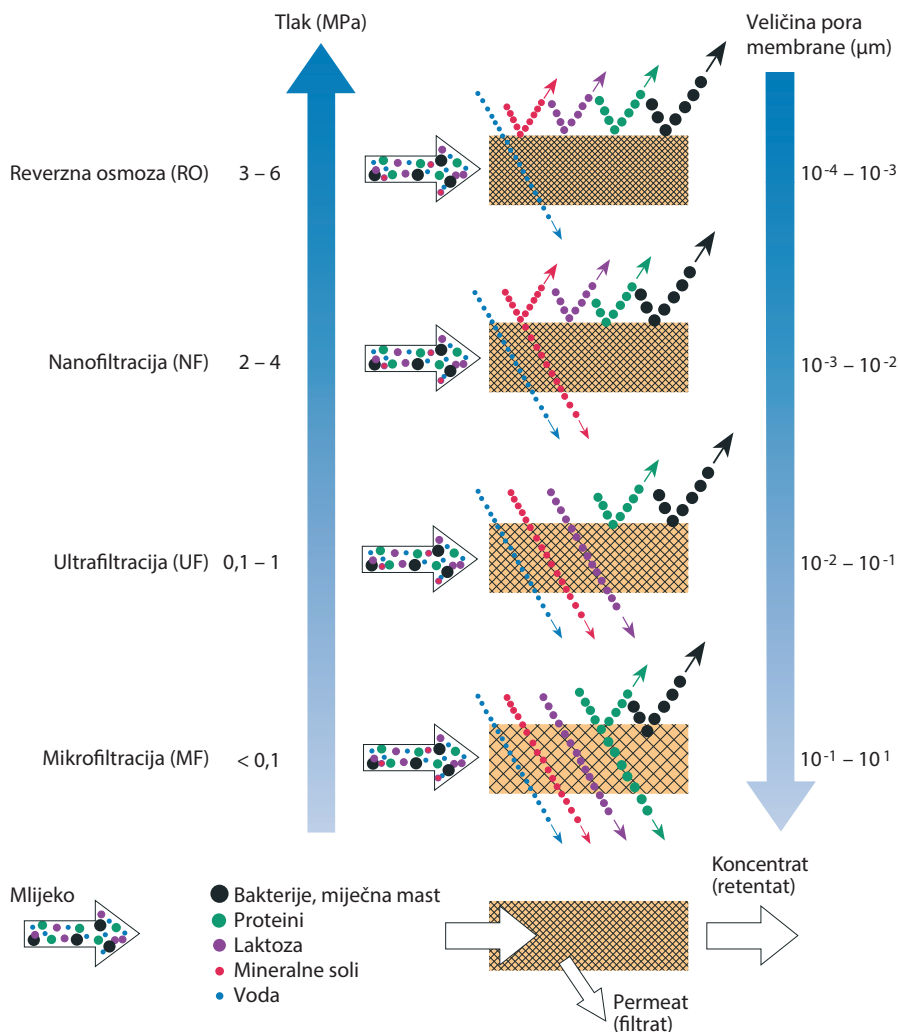 Tlak (MPa)
Veličina pora
membrane (µm)
Reverzna osmoza (RO)
3 – 6
10⁻⁴ – 10⁻³
Nanofiltracija (NF)
2 – 4
10⁻³ – 10⁻²
Ultrafiltracija (UF)
0,1 – 1
10⁻² – 10⁻¹
Mikrofiltracija (MF)
< 0,1
10⁻¹ – 10¹
Mlijeko
Bakterije, miječna mast
Proteini
Laktoza
Mineralne soli
Voda
Koncentrat
(retentat)
Permeat
(filtrat)